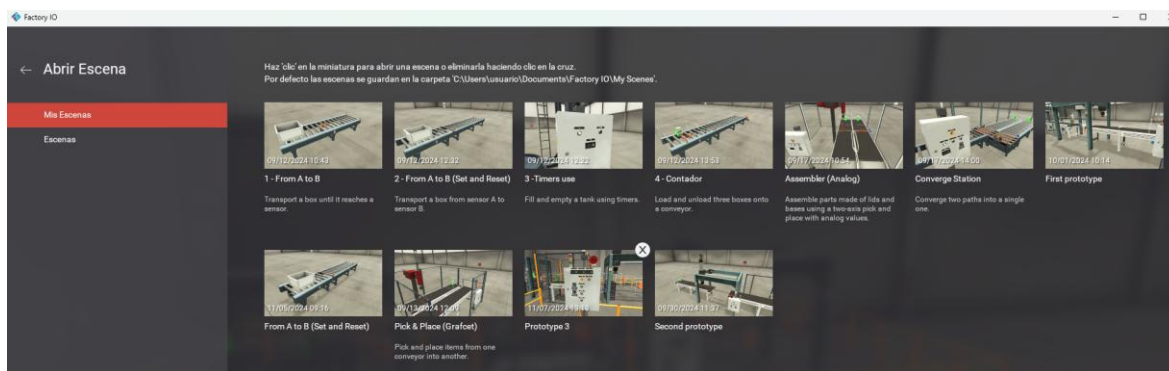 Factory IO
← Abrir Escena
Mis Escenas
Escenas
Haz 'clic' en la miniatura para abrir una escena o eliminarla haciendo clic en la cruz.
Por defecto las escenas se guardan en la carpeta 'C:\Users\usuario\Documents\Factory IO\My Scenes'.
09/12/2024 10:43
1 - From A to B
Transport a box until it reaches a
sensor.
09/12/2024 12:32
2 - From A to B (Set and Reset)
Transport a box from sensor A to
sensor B.
09/12/2024 12:22
3 -Timers use
Fill and empty a tank using timers.
09/12/2024 13:53
4 - Contador
Load and unload three boxes onto
a conveyor.
09/17/2024 10:54
Assembler (Analog)
Assemble parts made of lids and
bases using a two-axis pick and
place with analog values.
09/17/2024 14:00
Converge Station
Converge two paths into a single
one.
10/01/2024 10:14
First prototype
11/05/2024 09:16
From A to B (Set and Reset)
09/13/2024 12:09
Pick & Place (Grafcet)
Pick and place items from one
conveyor into another.
11/07/2024
Prototype 3
09/30/2024 11:37
Second prototype